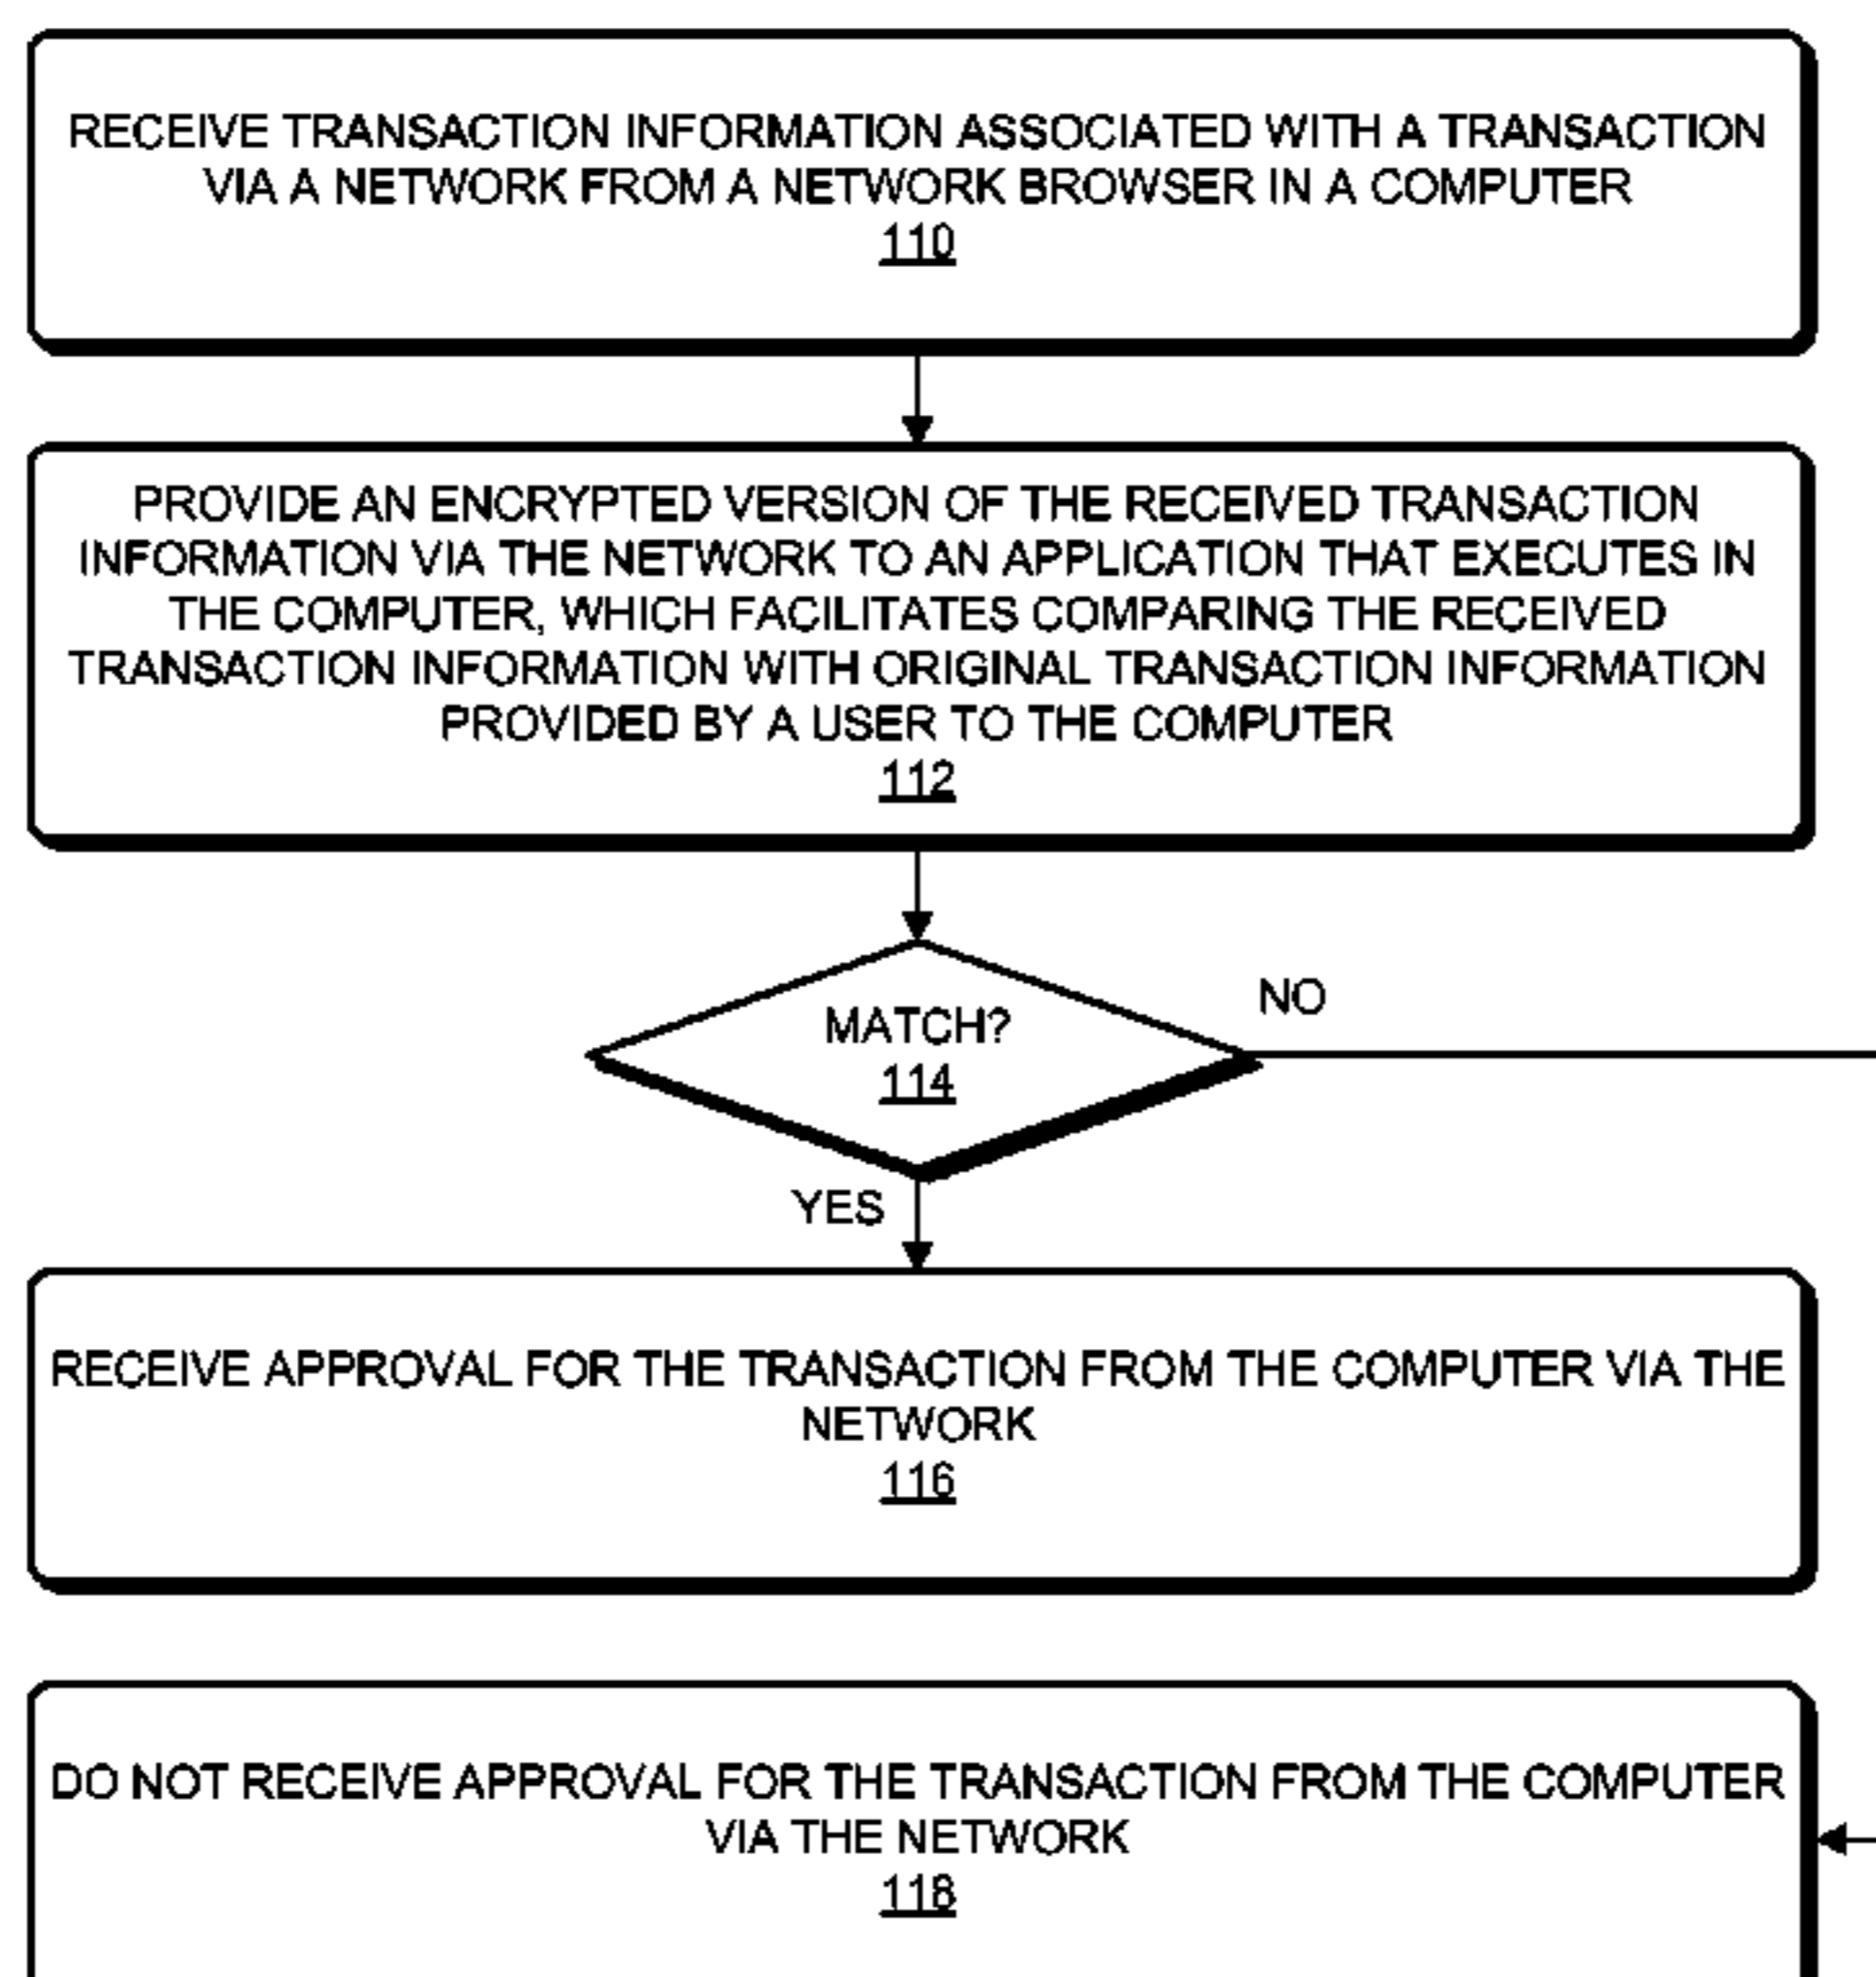 RECEIVE TRANSACTION INFORMATION ASSOCIATED WITH A TRANSACTION
VIA A NETWORK FROM A NETWORK BROWSER IN A COMPUTER
110
PROVIDE AN ENCRYPTED VERSION OF THE RECEIVED TRANSACTION
INFORMATION VIA THE NETWORK TO AN APPLICATION THAT EXECUTES IN
THE COMPUTER, WHICH FACILITATES COMPARING THE RECEIVED
TRANSACTION INFORMATION WITH ORIGINAL TRANSACTION INFORMATION
PROVIDED BY A USER TO THE COMPUTER
112
NO
MATCH?
114
YES
RECEIVE APPROVAL FOR THE TRANSACTION FROM THE COMPUTER VIA THE
NETWORK
116
DO NOT RECEIVE APPROVAL FOR THE TRANSACTION FROM THE COMPUTER
VIA THE NETWORK
118